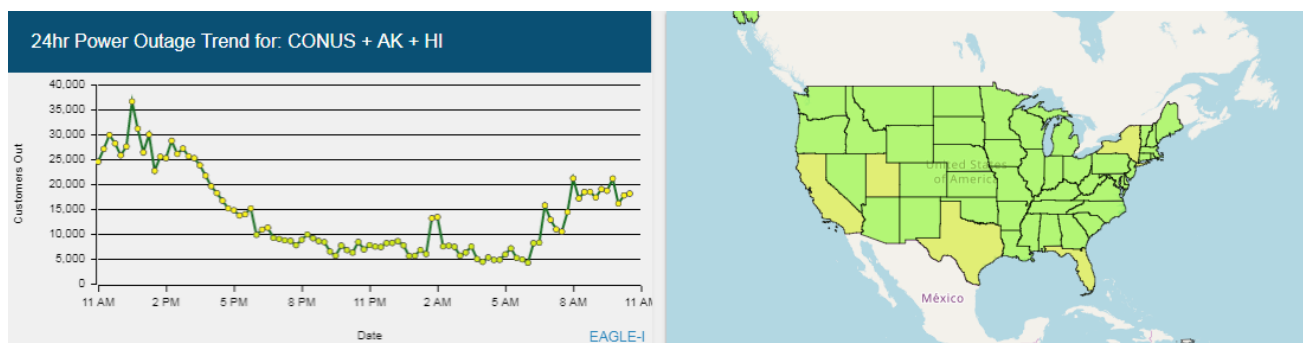 24hr Power Outage Trend for: CONUS + AK + HI
40,000
35,000
30,000
25,000
20,000
15,000
10,000
5,000
0
Customers Out
11 AM 2 PM 5 PM 8 PM 11 PM 2 AM 5 AM 8 AM 11 AM
Date
EAGLE-I
United States
of America
México